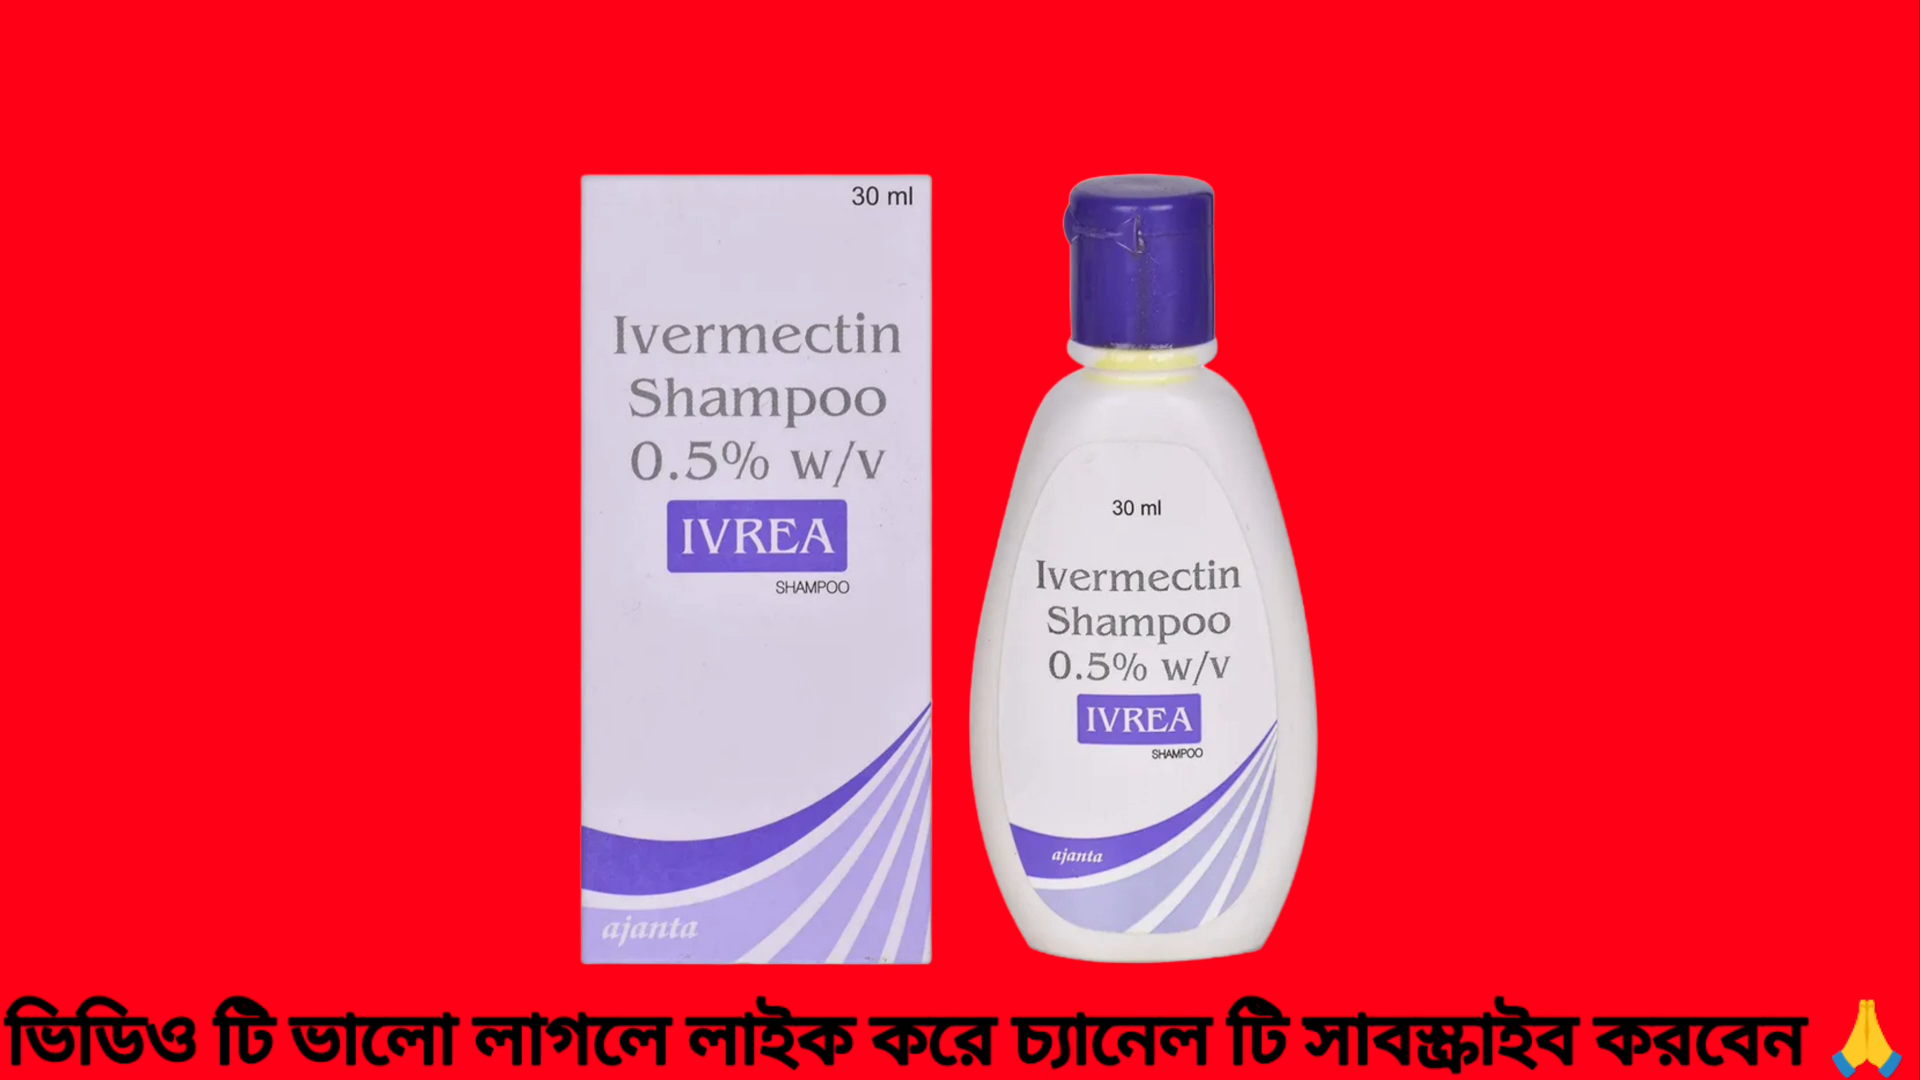 30 ml
Ivermectin
Shampoo
0.5% w/v
IVREA
SHAMPOO
ajanta
30 ml
Ivermectin
Shampoo
0.5% w/v
IVREA
SHAMPOO
ajanta
ভিডিও টি ভালো লাগলে লাইক করে চ্যানেল টি সাবস্ক্রাইব করবেন 🙏